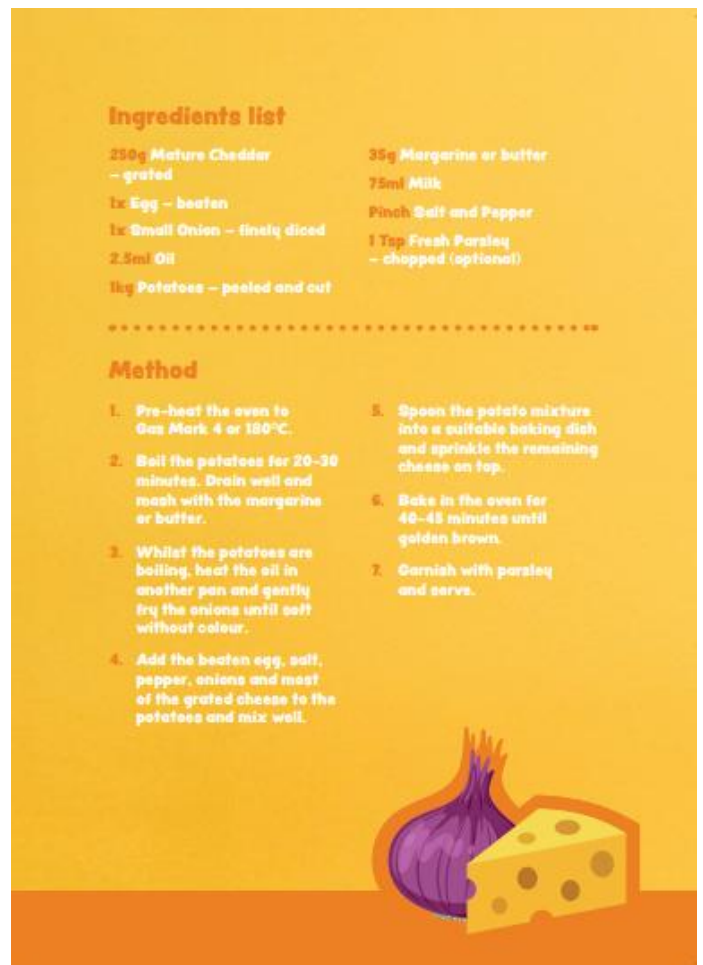 Ingredients list
250g Mature Cheddar
– grated
1x Egg – beaten
1x Small Onion – finely diced
2.5ml Oil
1kg Potatoes – peeled and cut
35g Margarine or butter
75ml Milk
Pinch Salt and Pepper
1 Tsp Fresh Parsley
– chopped (optional)
Method
1. Pre-heat the oven to
Gas Mark 4 or 180°C.
2. Boil the potatoes for 20-30
minutes. Drain well and
mash with the margarine
or butter.
3. Whilst the potatoes are
boiling, heat the oil in
another pan and gently
fry the onions until soft
without colour.
4. Add the beaten egg, salt,
pepper, onions and most
of the grated cheese to the
potatoes and mix well.
5. Spoon the potato mixture
into a suitable baking dish
and sprinkle the remaining
cheese on top.
6. Bake in the oven for
40-45 minutes until
golden brown.
7. Garnish with parsley
and serve.